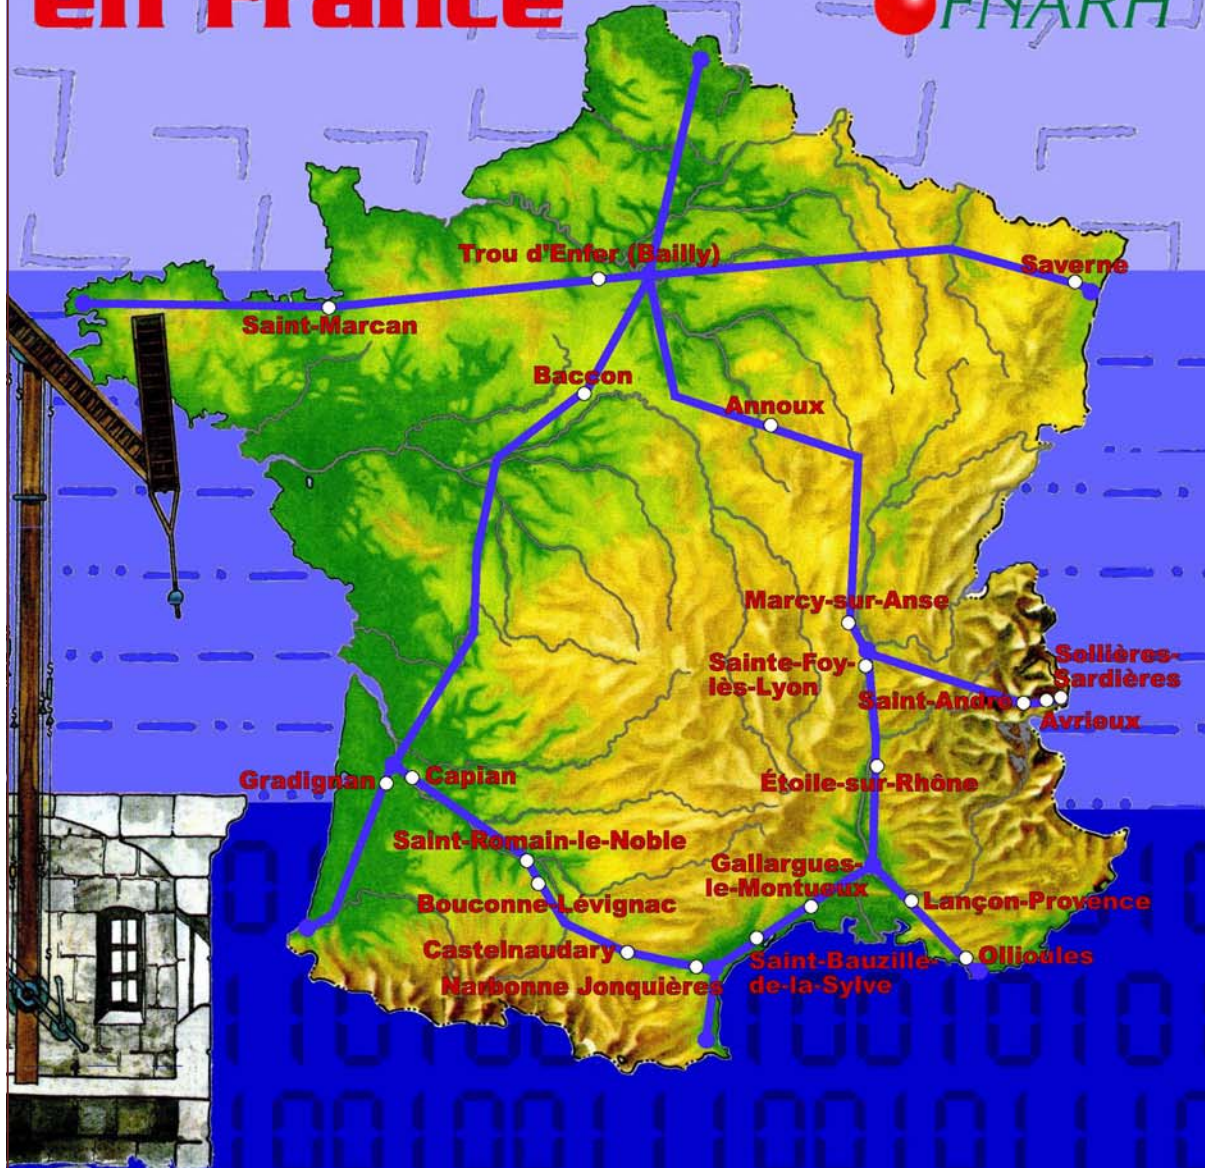 en France
FNARH
Trou d'Enfer (Bailly)
Saverne
Saint-Marcan
Baccon
Annoux
Marcy-sur-Anse
Sainte-Foy-
lès-Lyon
Sollières-
Sardières
Saint-André
Avrieux
Gradignan
Capian
Étoile-sur-Rhône
Saint-Romain-le-Noble
Gallargues-
le-Montueux
Bouconne-Lévignac
Lançon-Provence
Castelnaudary
Ollioules
Saint-Bauzille-
de-la-Sylve
Narbonne Jonquières